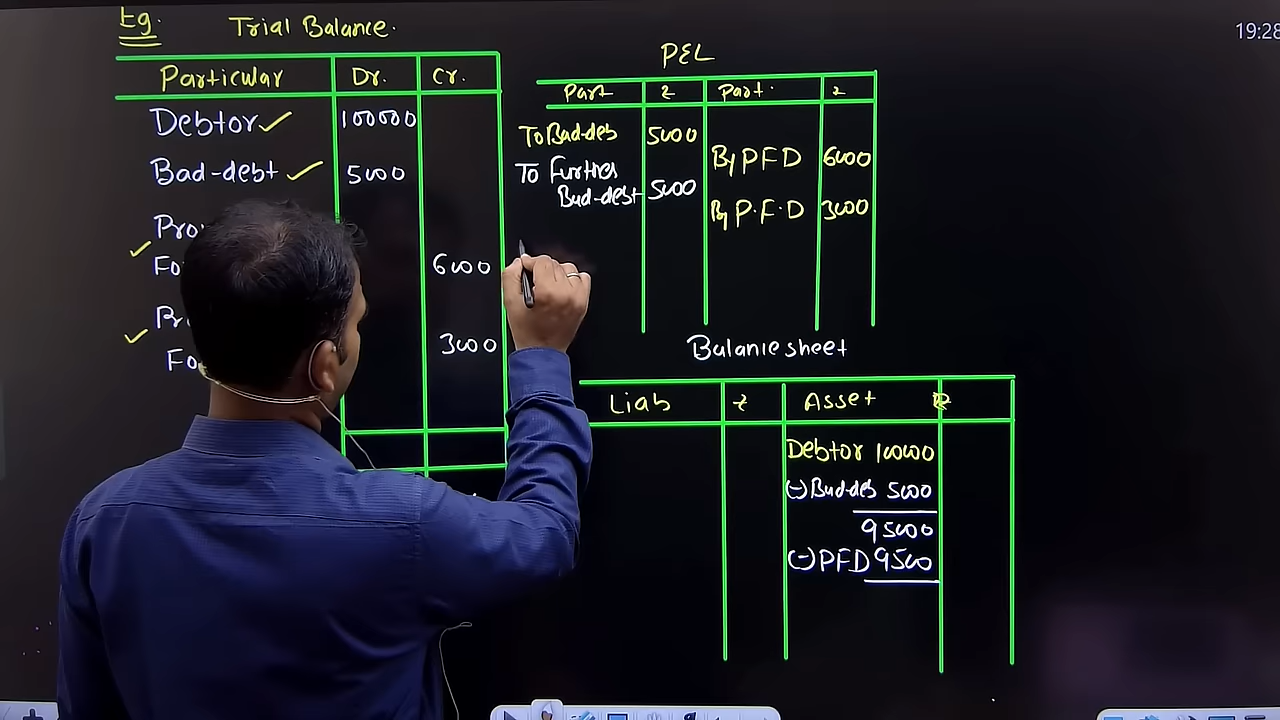 Eg. Trial Balance.
Particular Dr. Cr.
Debtor ✓ 100000
Bad-debt ✓ 5000
6000
3000
P&L
Part ₹ Part. ₹
To Bad-deb 5000
By PFD 6000
To Further
Bad-debt 5000
By P.F.D 3000
Balance sheet
Liab ₹ Asset ₹
Debtor 100000
(-) Bad-deb 5000
95000
(-) PFD 9500
19:28